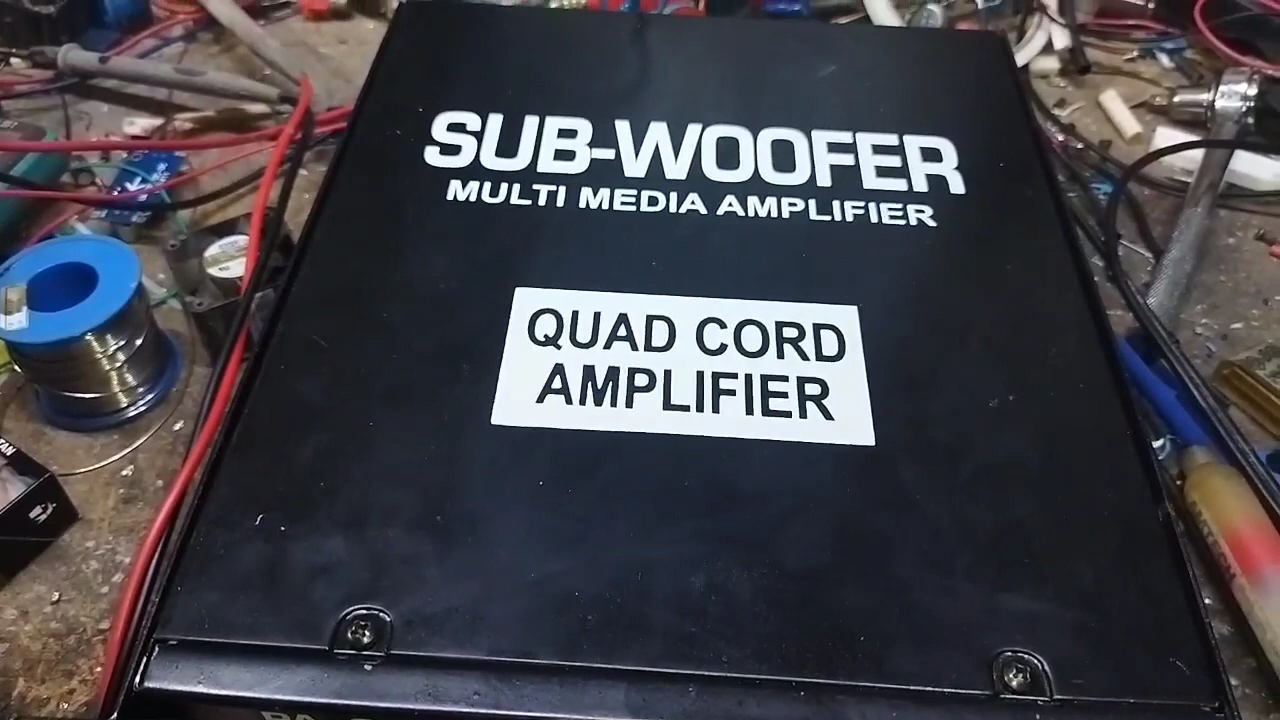 SUB-WOOFER
MULTI MEDIA AMPLIFIER
QUAD CORD
AMPLIFIER